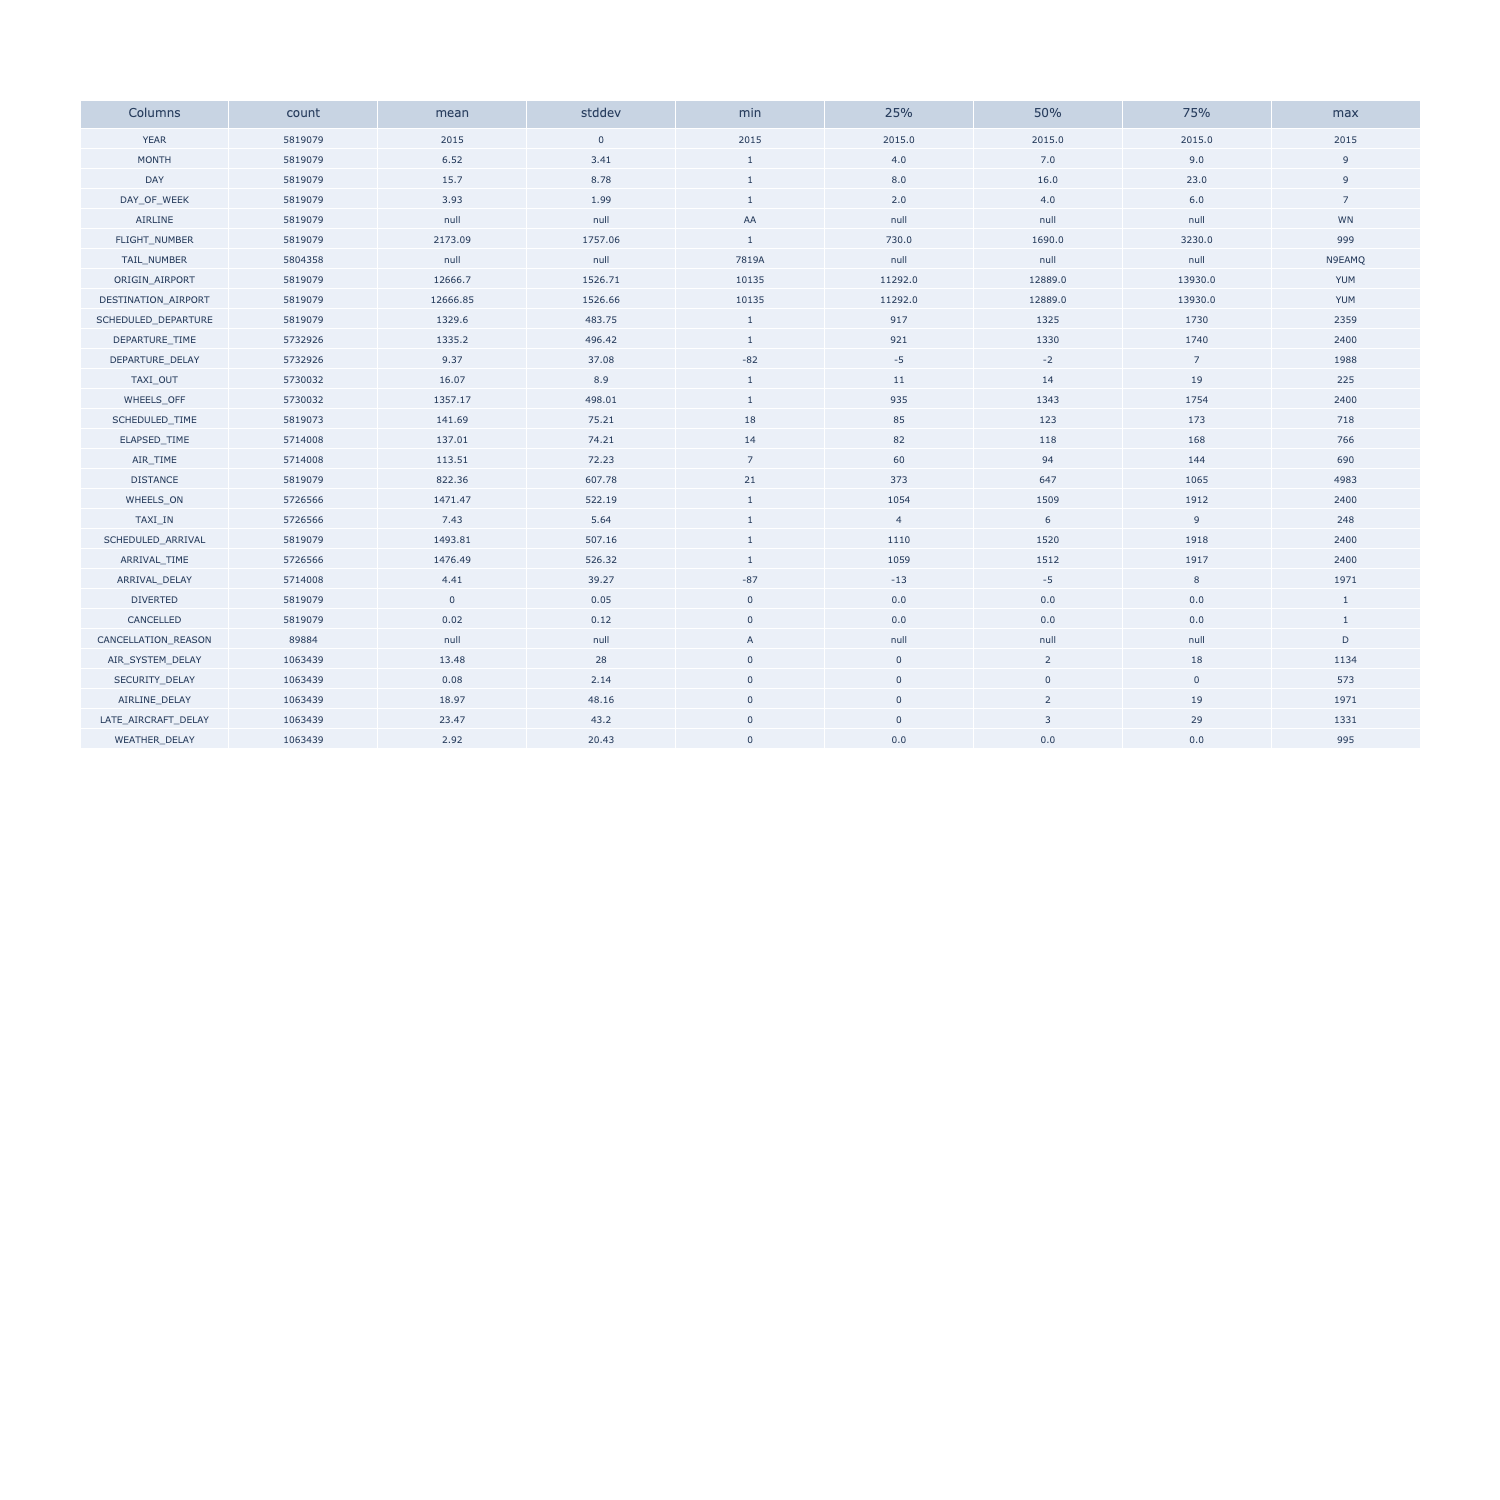 Columns count mean stddev min 25% 50% 75% max
YEAR 5819079 2015 0 2015 2015.0 2015.0 2015.0 2015
MONTH 5819079 6.52 3.41 1 4.0 7.0 9.0 9
DAY 5819079 15.7 8.78 1 8.0 16.0 23.0 9
DAY_OF_WEEK 5819079 3.93 1.99 1 2.0 4.0 6.0 7
AIRLINE 5819079 null null AA null null null WN
FLIGHT_NUMBER 5819079 2173.09 1757.06 1 730.0 1690.0 3230.0 999
TAIL_NUMBER 5804358 null null 7819A null null null N9EAMQ
ORIGIN_AIRPORT 5819079 12666.7 1526.71 10135 11292.0 12889.0 13930.0 YUM
DESTINATION_AIRPORT 5819079 12666.85 1526.66 10135 11292.0 12889.0 13930.0 YUM
SCHEDULED_DEPARTURE 5819079 1329.6 483.75 1 917 1325 1730 2359
DEPARTURE_TIME 5732926 1335.2 496.42 1 921 1330 1740 2400
DEPARTURE_DELAY 5732926 9.37 37.08 -82 -5 -2 7 1988
TAXI_OUT 5730032 16.07 8.9 1 11 14 19 225
WHEELS_OFF 5730032 1357.17 498.01 1 935 1343 1754 2400
SCHEDULED_TIME 5819073 141.69 75.21 18 85 123 173 718
ELAPSED_TIME 5714008 137.01 74.21 14 82 118 168 766
AIR_TIME 5714008 113.51 72.23 7 60 94 144 690
DISTANCE 5819079 822.36 607.78 21 373 647 1065 4983
WHEELS_ON 5726566 1471.47 522.19 1 1054 1509 1912 2400
TAXI_IN 5726566 7.43 5.64 1 4 6 9 248
SCHEDULED_ARRIVAL 5819079 1493.81 507.16 1 1110 1520 1918 2400
ARRIVAL_TIME 5726566 1476.49 526.32 1 1059 1512 1917 2400
ARRIVAL_DELAY 5714008 4.41 39.27 -87 -13 -5 8 1971
DIVERTED 5819079 0 0.05 0 0.0 0.0 0.0 1
CANCELLED 5819079 0.02 0.12 0 0.0 0.0 0.0 1
CANCELLATION_REASON 89884 null null A null null null D
AIR_SYSTEM_DELAY 1063439 13.48 28 0 0 2 18 1134
SECURITY_DELAY 1063439 0.08 2.14 0 0 0 0 573
AIRLINE_DELAY 1063439 18.97 48.16 0 0 2 19 1971
LATE_AIRCRAFT_DELAY 1063439 23.47 43.2 0 0 3 29 1331
WEATHER_DELAY 1063439 2.92 20.43 0 0.0 0.0 0.0 995